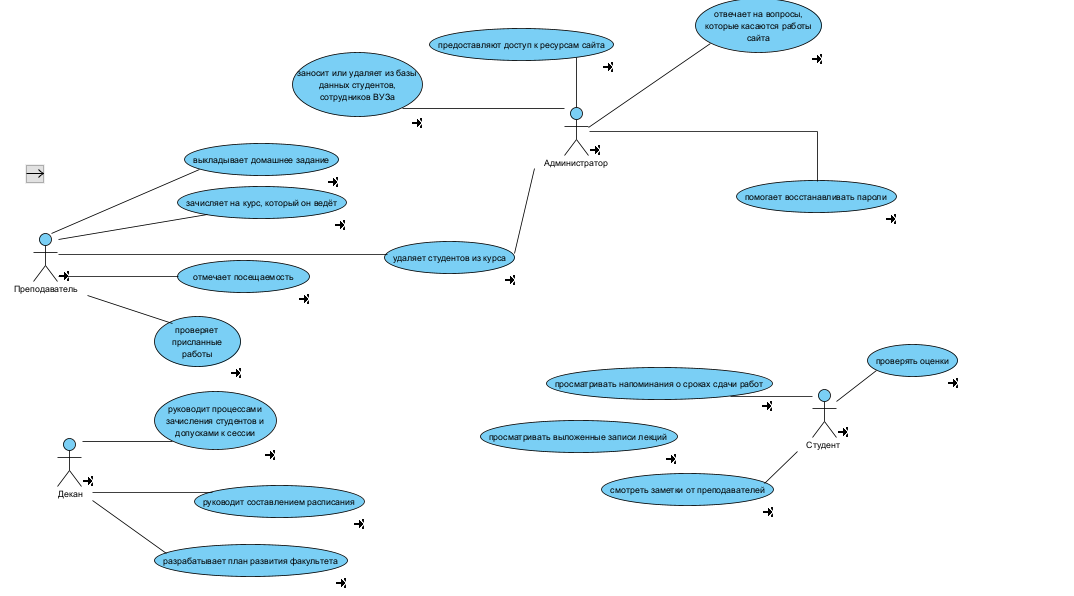 отвечает на вопросы,
которые касаются работы
сайта
предоставляют доступ к ресурсам сайта
заносит или удаляет из базы
данных студентов,
сотрудников ВУЗа
Администратор
выкладывает домашнее задание
помогает восстанавливать пароли
зачисляет на курс, который он ведёт
удаляет студентов из курса
отмечает посещаемость
Преподаватель
проверяет
присланные
работы
проверять оценки
просматривать напоминания о сроках сдачи работ
руководит процессами
зачисления студентов и
допусками к сессии
просматривать выложенные записи лекций
Студент
смотреть заметки от преподавателей
Декан
руководит составлением расписания
разрабатывает план развития факультета